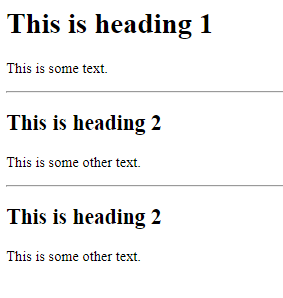 This is heading 1
This is some text.
This is heading 2
This is some other text.
This is heading 2
This is some other text.